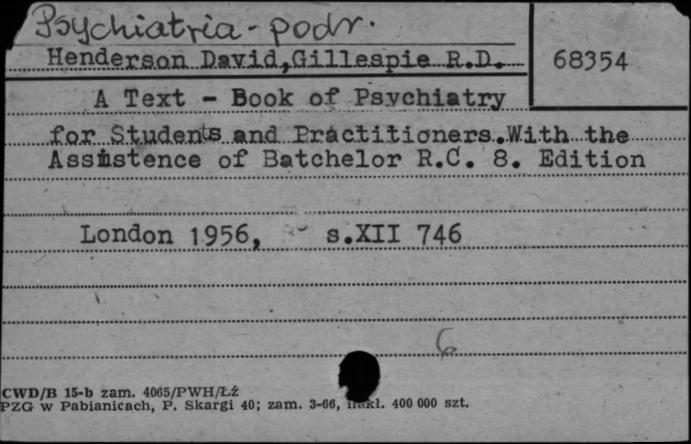 Psychiatria - podr.
Henderson David,Gillespie R.D. 68354
A Text - Book of Psychiatry
for Students and Practitioners.With the
Assistence of Batchelor R.C. 8. Edition
London 1956, s.XII 746
6
CWD/B 15-b zam. 4065/PWH/Łź
PZG w Pabianicach, P. Skargi 40; zam. 3-66, nakł. 400 000 szt.